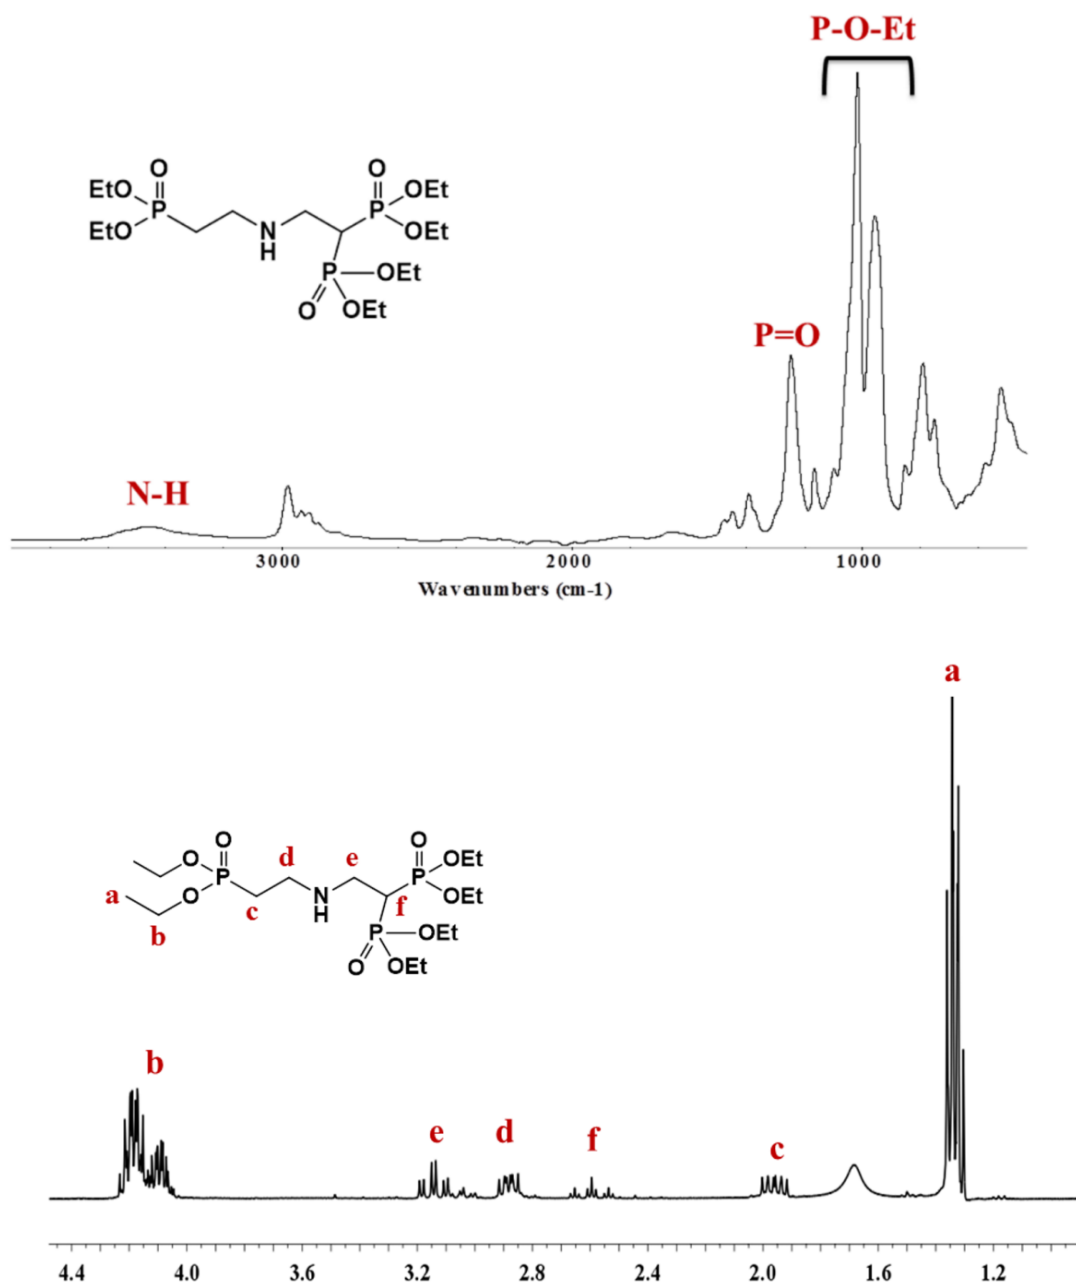 P-O-Et
O
EtO
P
EtO
N
H
O
P
OEt
OEt
P
OEt
O
OEt
P=O
N-H
3000
2000
1000
Wavenumbers (cm-1)
a
O
O
P
O
a
b
c
d
N
H
e
f
O
P
OEt
OEt
P
OEt
O
OEt
b
e
d
f
c
4.4
4.0
3.6
3.2
2.8
2.4
2.0
1.6
1.2